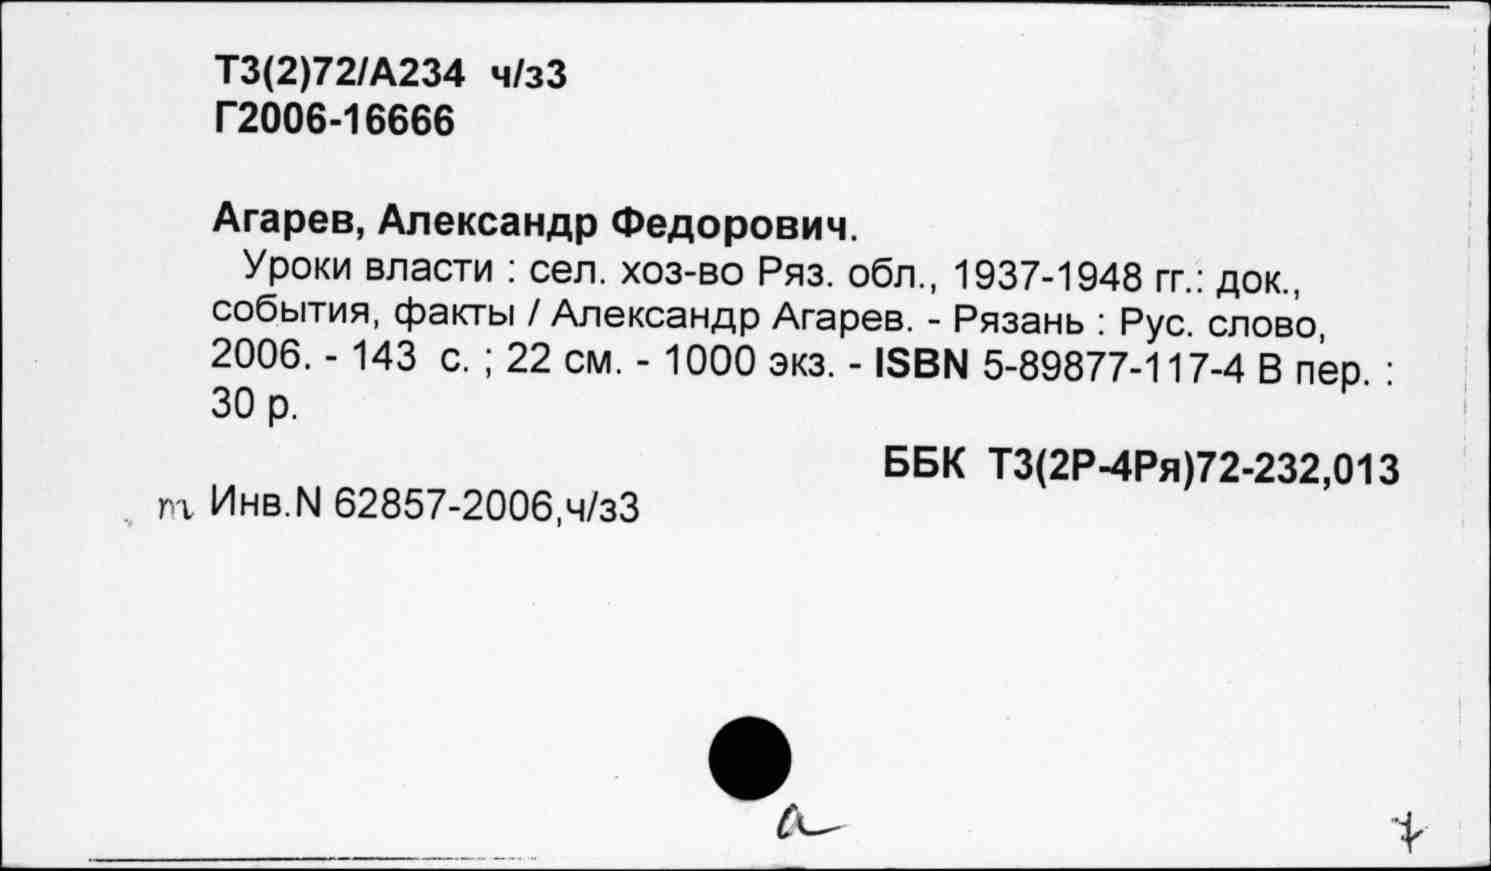 Т3(2)72/А234 ч/з3
Г2006-16666
Агарев, Александр Федорович.
Уроки власти : сел. хоз-во Ряз. обл., 1937-1948 гг.: док.,
события, факты / Александр Агарев. - Рязань : Рус. слово,
2006. - 143 с. ; 22 см. - 1000 экз. - ISBN 5-89877-117-4 В пер. :
30 р.
ББК Т3(2Р-4Ря)72-232,013
Инв.N 62857-2006,ч/з3
а